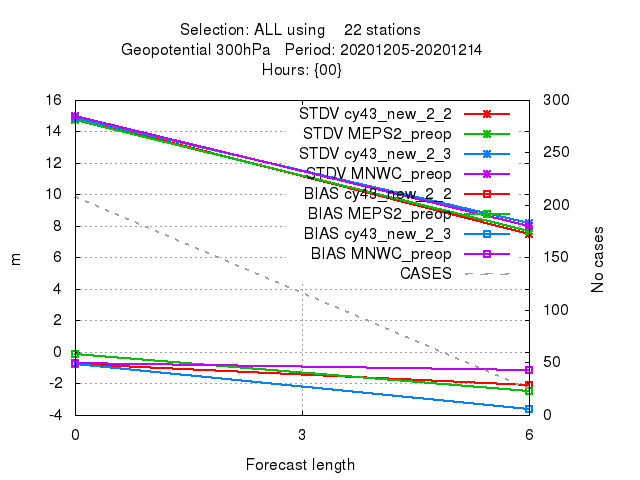 Selection: ALL using 22 stations
Geopotential 300hPa Period: 20201205-20201214
Hours: {00}
16 300
14 250
12
10 200
8
6 150
4
2 100
0 50
-2
-4 0
m
No cases
STDV cy43_new_2_2
STDV MEPS2_preop
STDV cy43_new_2_3
STDV MNWC_preop
BIAS cy43_new_2_2
BIAS MEPS2_preop
BIAS cy43_new_2_3
BIAS MNWC_preop
CASES
0 3 6
Forecast length